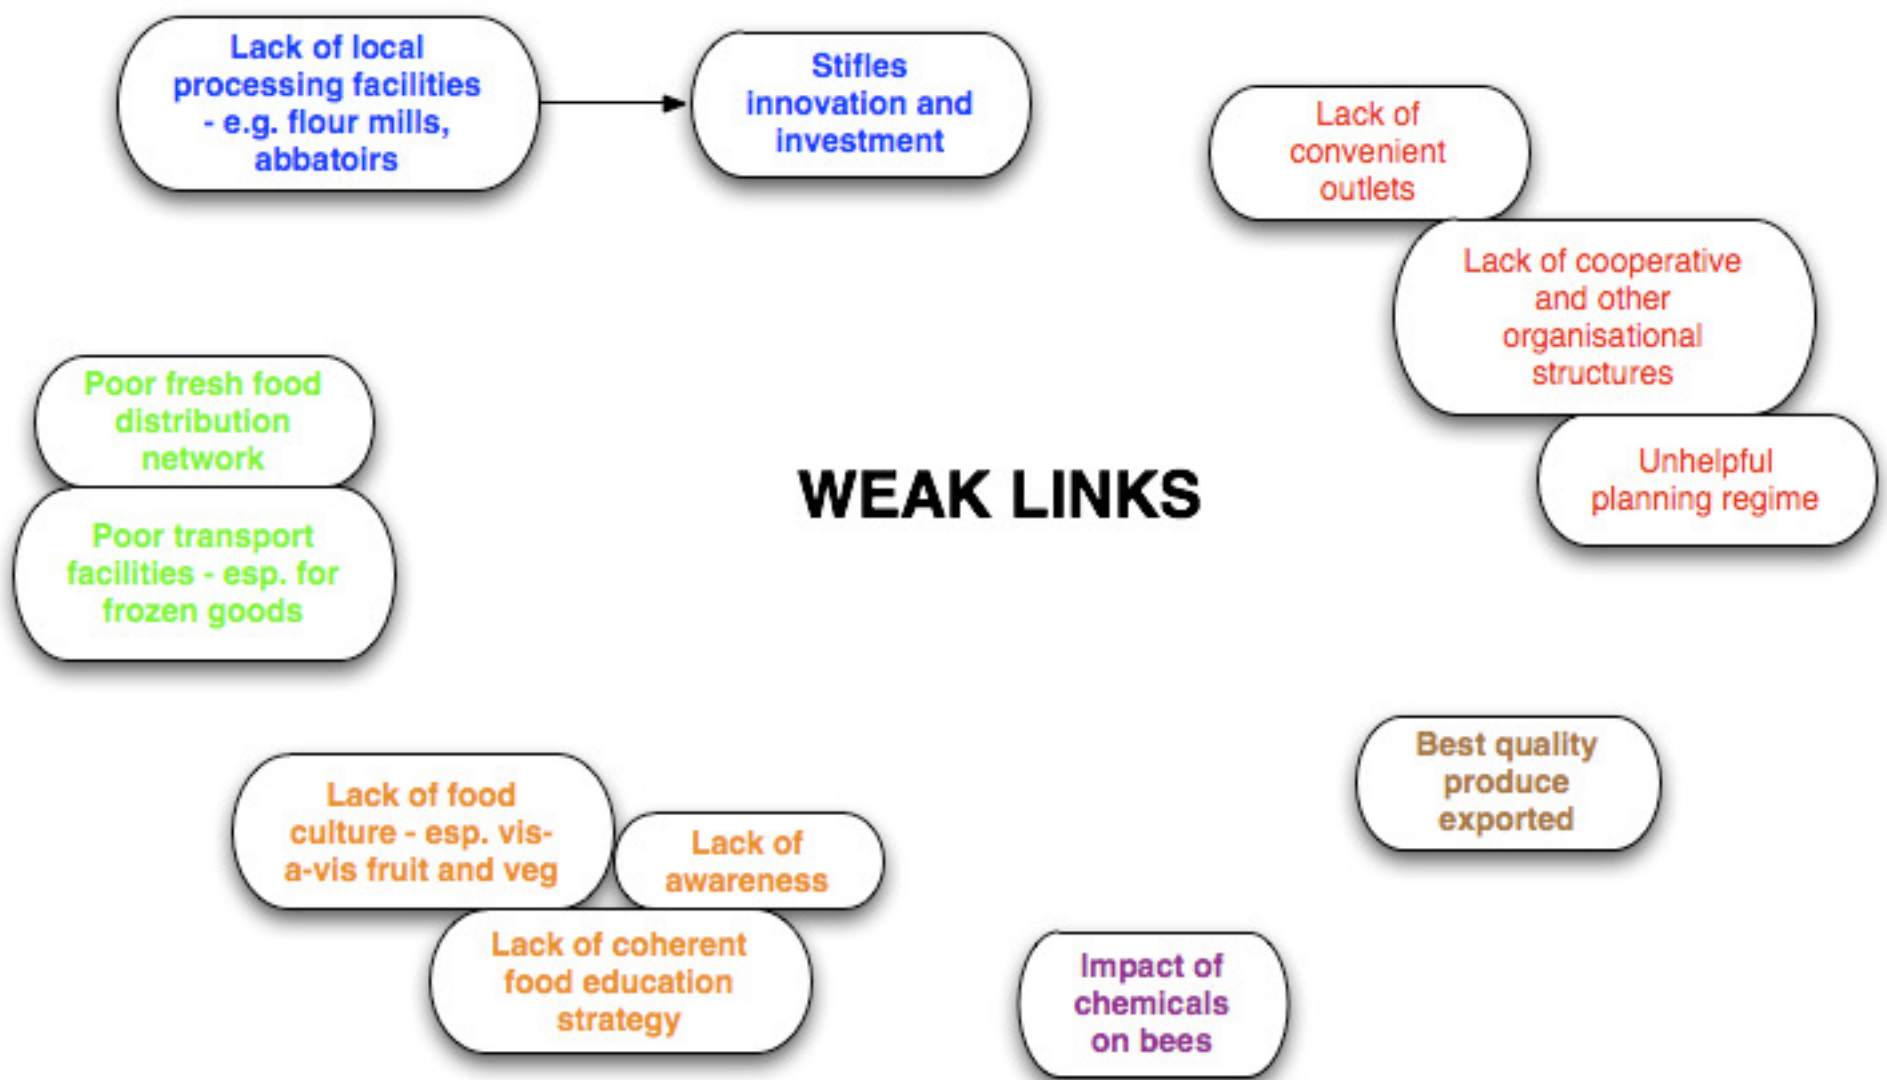 Lack of local
processing facilities
- e.g. flour mills,
abbatoirs
Stifles
innovation and
investment
Lack of
convenient
outlets
Lack of cooperative
and other
organisational
structures
Unhelpful
planning regime
Poor fresh food
distribution
network
Poor transport
facilities - esp. for
frozen goods
WEAK LINKS
Best quality
produce
exported
Lack of food
culture - esp. vis-
a-vis fruit and veg
Lack of
awareness
Lack of coherent
food education
strategy
Impact of
chemicals
on bees